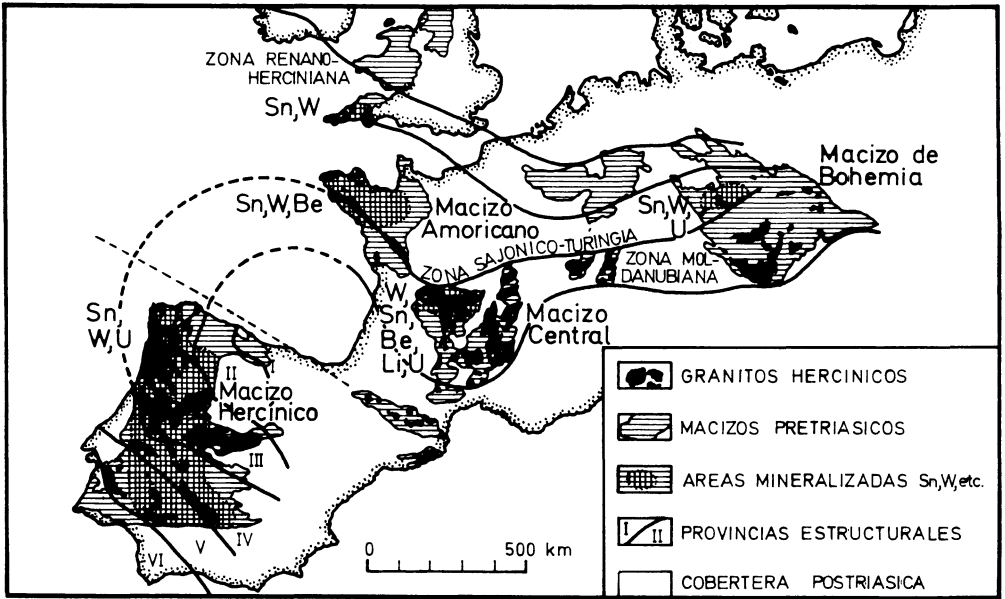 ZONA RENANO-
HERCINIANA
Sn,W
Macizo de
Bohemia
Sn,W,Be
Macizo
Amoricano
Sn,W,
U
ZONA SAJONICO-TURINGIA
ZONA MOL-
DANUBIANA
W,
Sn,
Be,
Li,U
Macizo
Central
Sn,
W,U
I
II
Macizo
Hercínico
III
IV
V
VI
0 500 km
GRANITOS HERCINICOS
MACIZOS PRETRIASICOS
AREAS MINERALIZADAS Sn,W,etc.
I II PROVINCIAS ESTRUCTURALES
COBERTERA POSTRIASICA